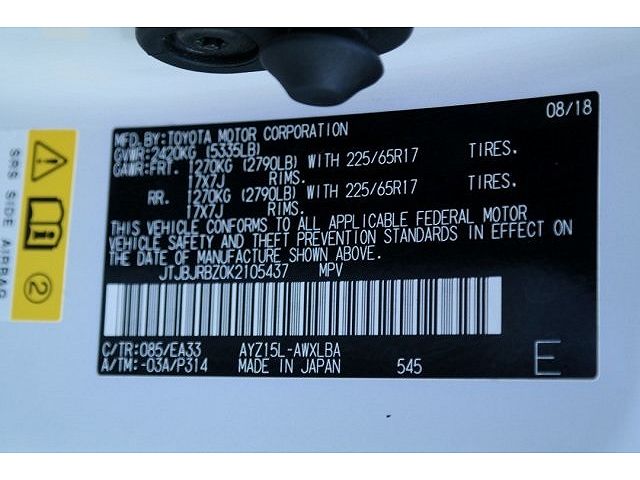 08/18
MFD.BY:TOYOTA MOTOR CORPORATION
GVWR:2420KG (5335LB)
GAWR:FRT. 1270KG (2790LB) WITH 225/65R17 TIRES.
17X7J RIMS.
RR. 1270KG (2790LB) WITH 225/65R17 TIRES.
17X7J RIMS.
THIS VEHICLE CONFORMS TO ALL APPLICABLE FEDERAL MOTOR
VEHICLE SAFETY AND THEFT PREVENTION STANDARDS IN EFFECT ON
THE DATE OF MANUFACTURE SHOWN ABOVE.
JTJBJRBZ0K2105437 MPV
C/TR:085/EA33 AYZ15L-AWXLBA
A/TM:-03A/P314 MADE IN JAPAN 545 E
SRS SIDE AIRBAG
2